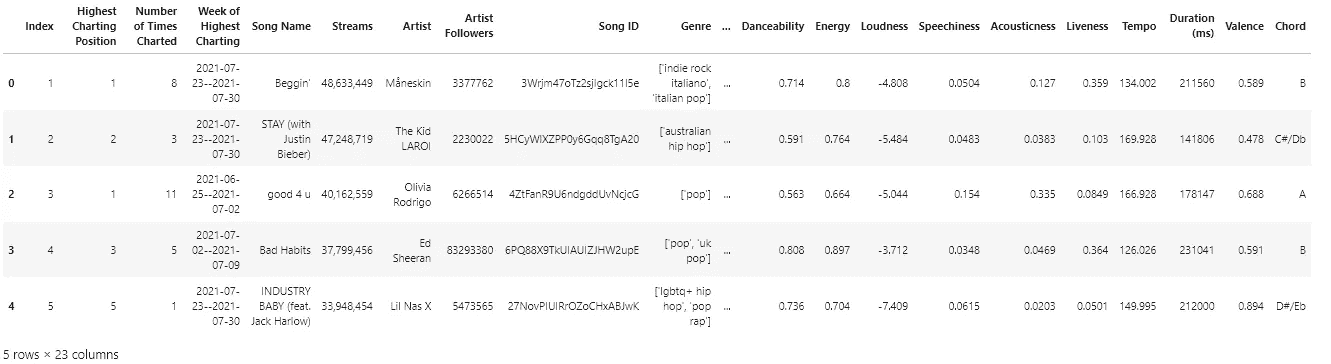 Index Highest Charting Position Number of Times Charted Week of Highest Charting Song Name Streams Artist Artist Followers Song ID Genre ... Danceability Energy Loudness Speechiness Acousticness Liveness Tempo Duration (ms) Valence Chord
0 1 1 8 2021-07-23--2021-07-30 Beggin' 48,633,449 Måneskin 3377762 3Wrjm47oTz2sjIgck11l5e ['indie rock italiano', 'italian pop'] ... 0.714 0.8 -4.808 0.0504 0.127 0.359 134.002 211560 0.589 B
1 2 2 3 2021-07-23--2021-07-30 STAY (with Justin Bieber) 47,248,719 The Kid LAROI 2230022 5HCyWlXZPP0y6Gqq8TgA20 ['australian hip hop'] ... 0.591 0.764 -5.484 0.0483 0.0383 0.103 169.928 141806 0.478 C#/Db
2 3 1 11 2021-06-25--2021-07-02 good 4 u 40,162,559 Olivia Rodrigo 6266514 4ZtFanR9U6ndgddUvNcjcG ['pop'] ... 0.563 0.664 -5.044 0.154 0.335 0.0849 166.928 178147 0.688 A
3 4 3 5 2021-07-02--2021-07-09 Bad Habits 37,799,456 Ed Sheeran 83293380 6PQ88X9TkUIAUIZJHW2upE ['pop', 'uk pop'] ... 0.808 0.897 -3.712 0.0348 0.0469 0.364 126.026 231041 0.591 B
4 5 5 1 2021-07-23--2021-07-30 INDUSTRY BABY (feat. Jack Harlow) 33,948,454 Lil Nas X 5473565 27NovPIUIRrOZoCHxABJwK ['lgbtq+ hip hop', 'pop rap'] ... 0.736 0.704 -7.409 0.0615 0.0203 0.0501 149.995 212000 0.894 D#/Eb
5 rows × 23 columns